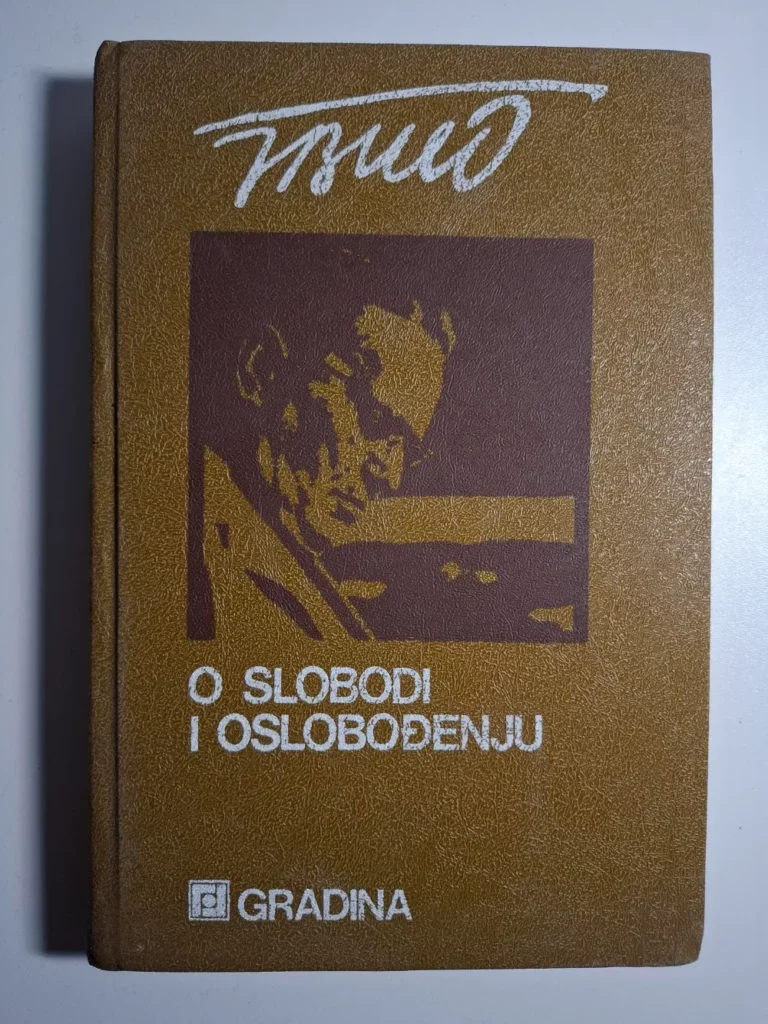 Тито
O SLOBODI
I OSLOBOĐENJU
GRADINA